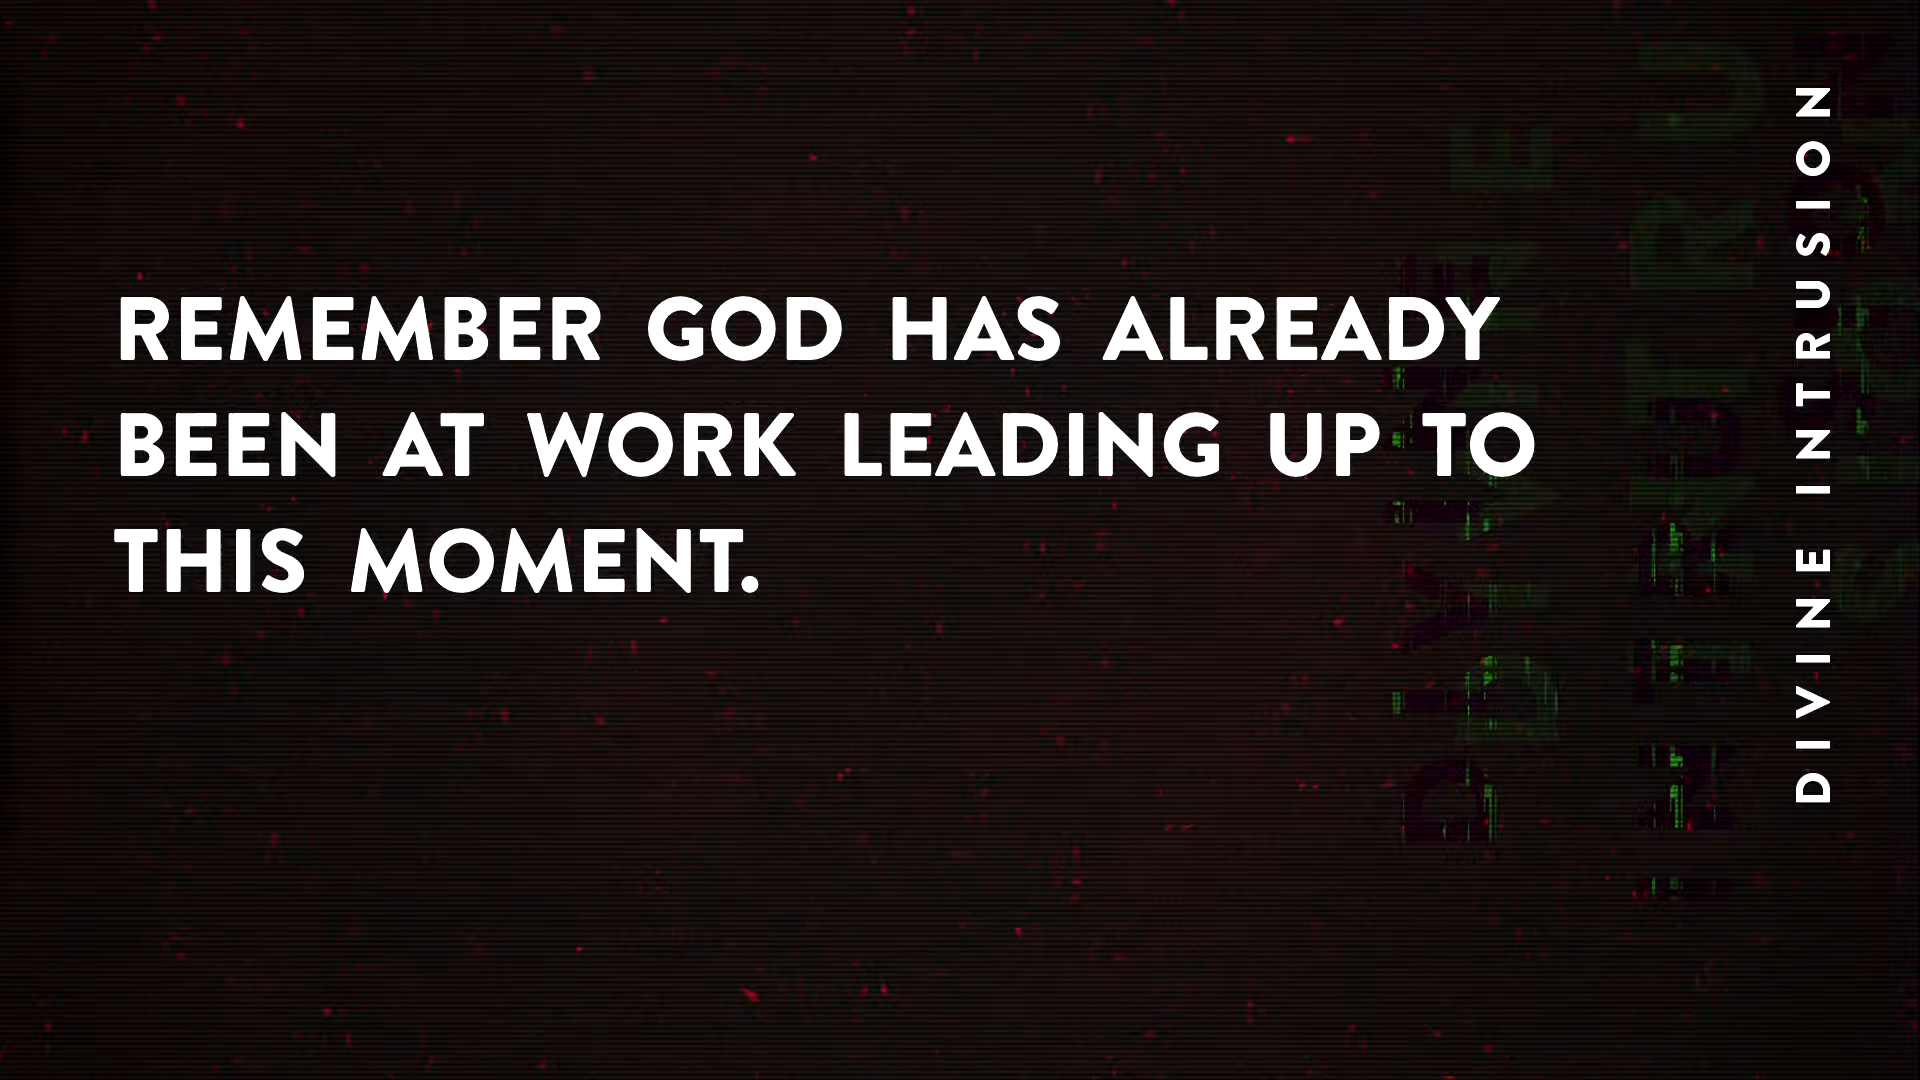 REMEMBER GOD HAS ALREADY
BEEN AT WORK LEADING UP TO
THIS MOMENT.
DIVINE INTRUSION